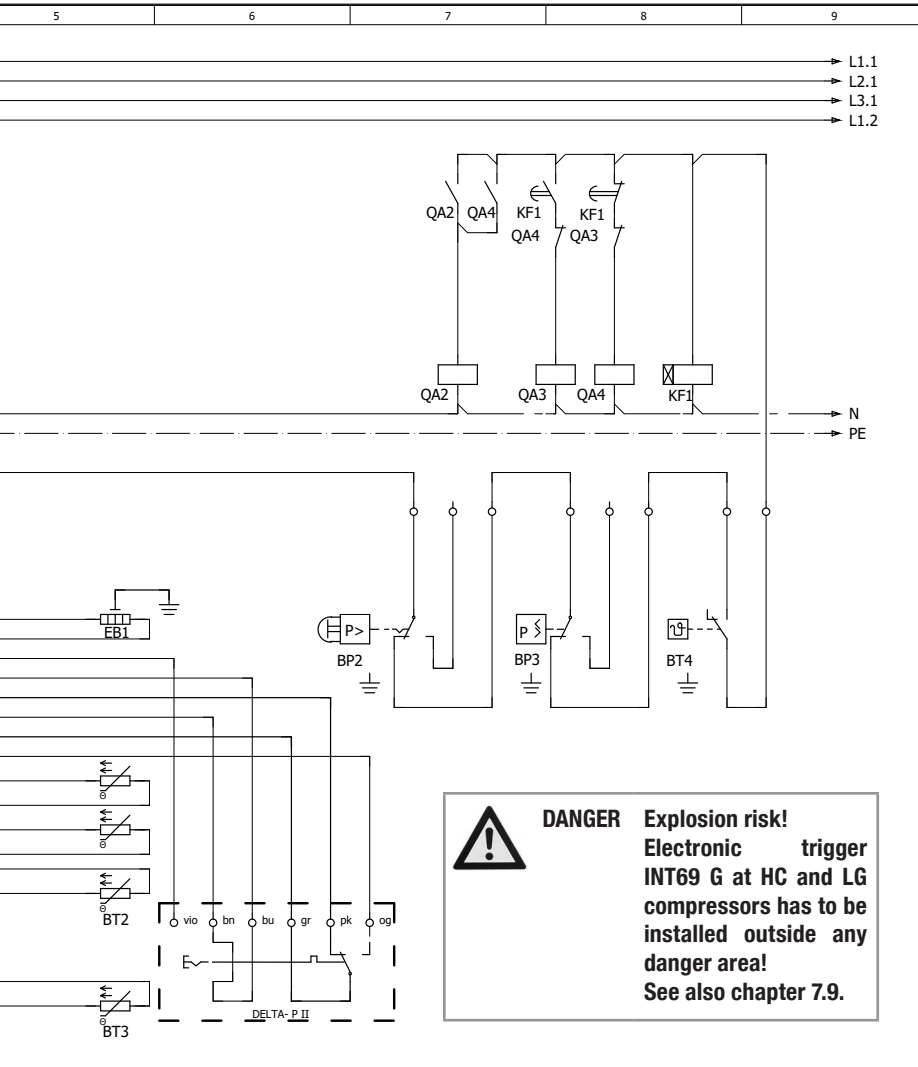 5 6 7 8 9
L1.1
L2.1
L3.1
L1.2
QA2 QA4 KF1 KF1
QA4 QA3
QA2 QA3 QA4 KF1
N
PE
EB1
P> P
BP2 BP3 BT4
Θ
Θ
Θ
BT2
vio bn bu gr pk og
DELTA- P II
Θ
BT3
DANGER Explosion risk!
Electronic trigger
INT69 G at HC and LG
compressors has to be
installed outside any
danger area!
See also chapter 7.9.